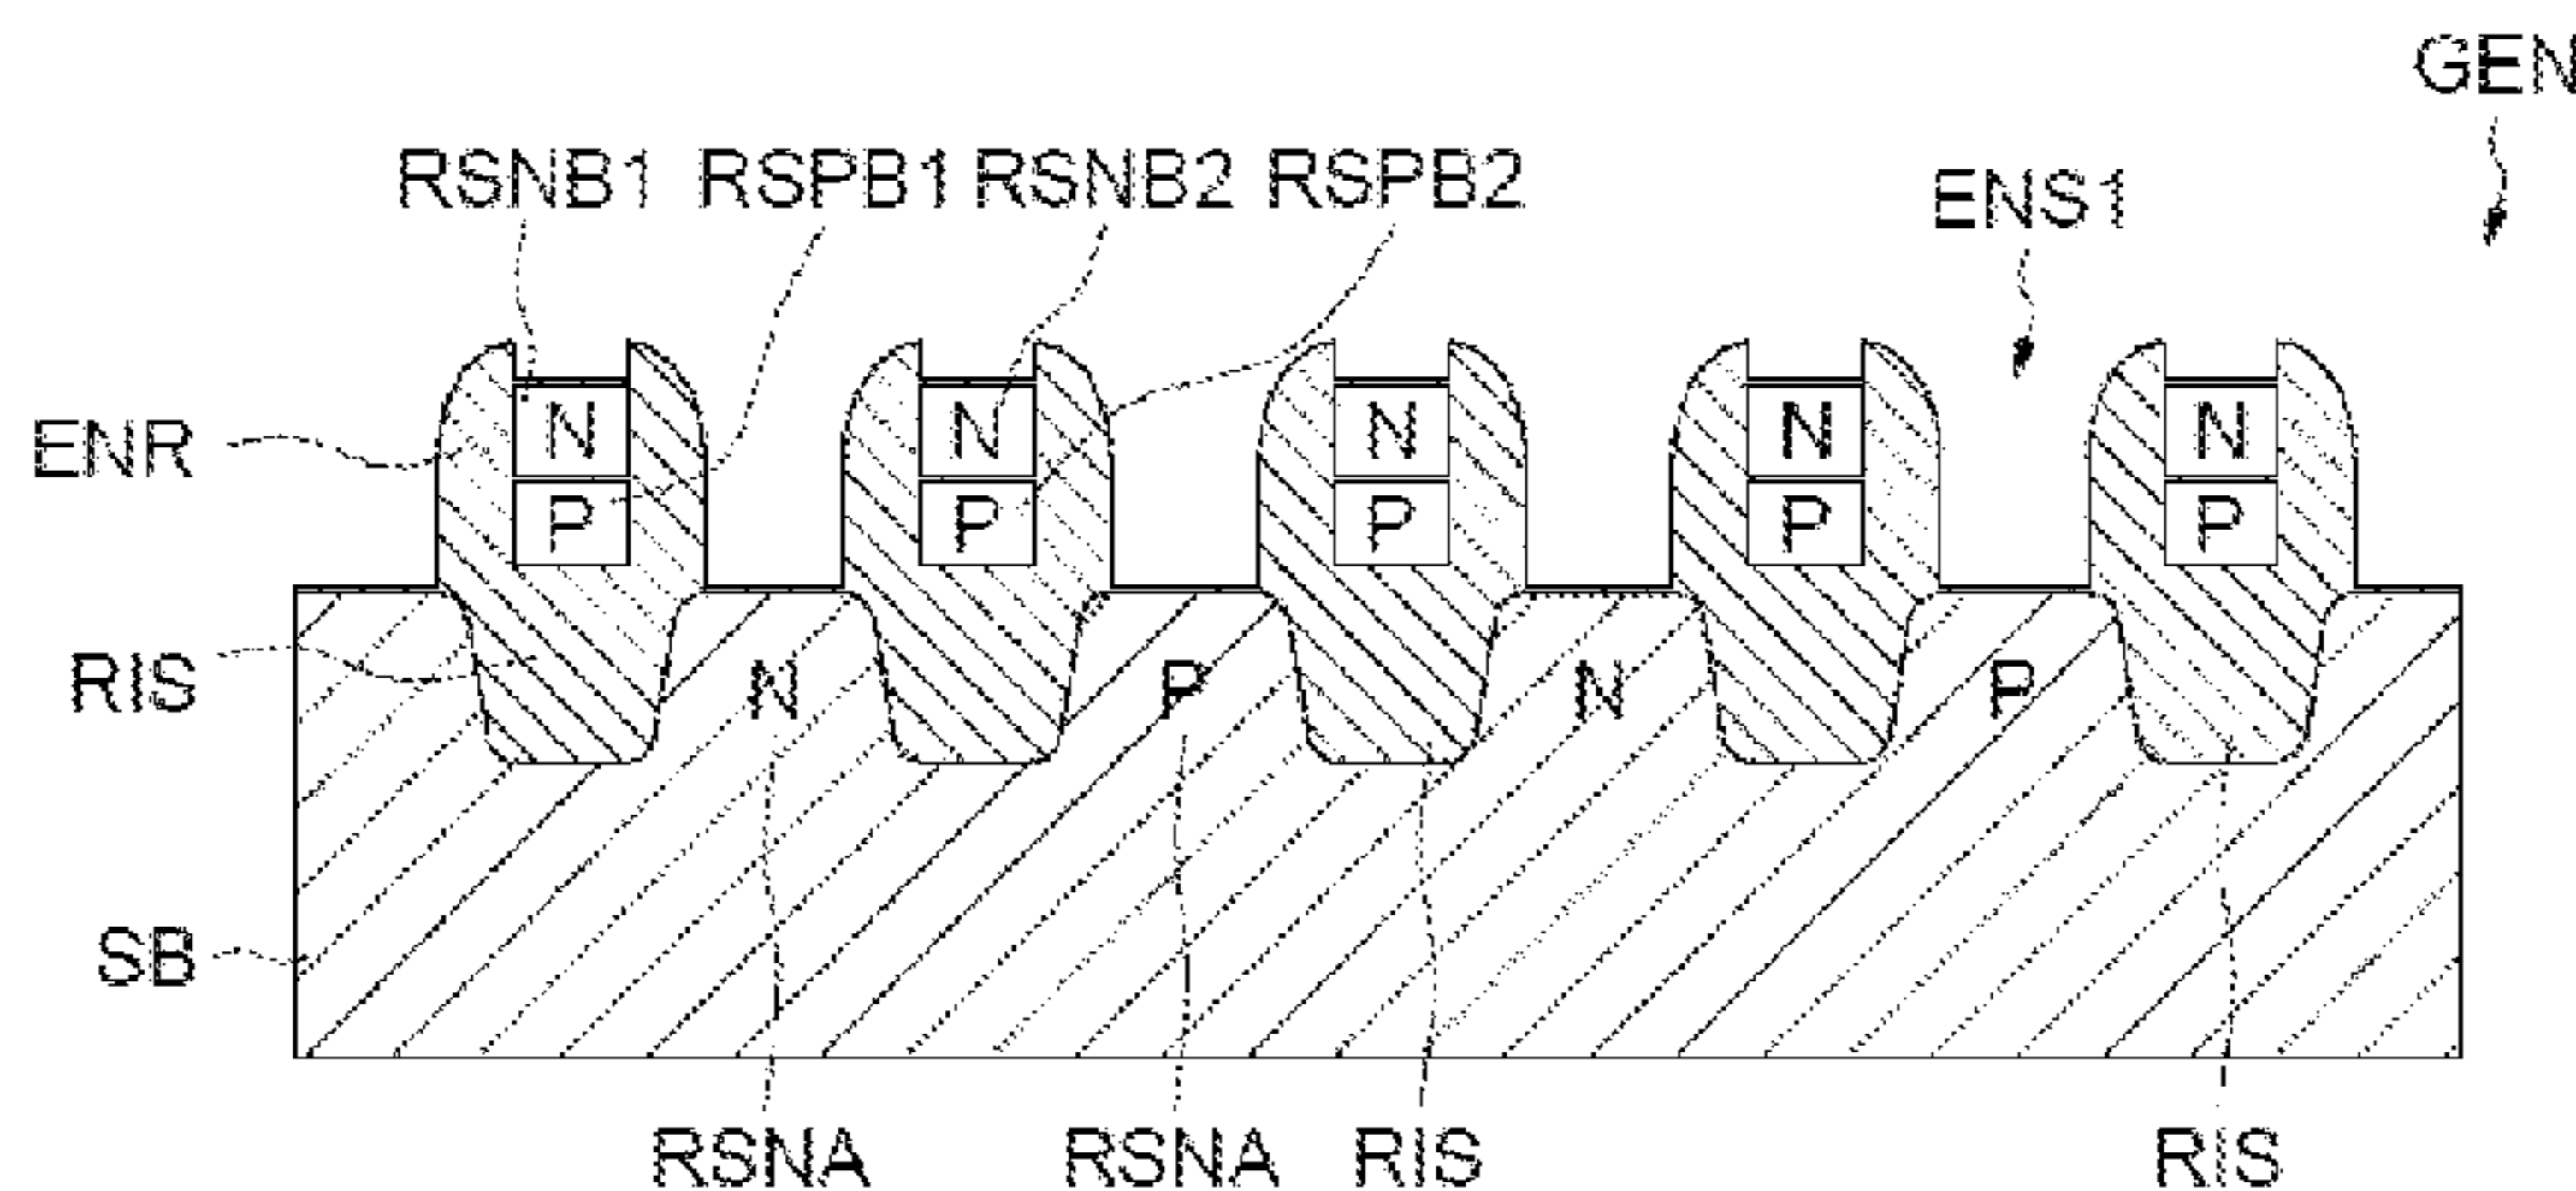 GEN
RSNB1 RSPB1 RSNB2 RSPB2 ENS1
ENR N N N N N
P P P P P
RIS N P N P
SB
RSNA RSNA RIS RIS